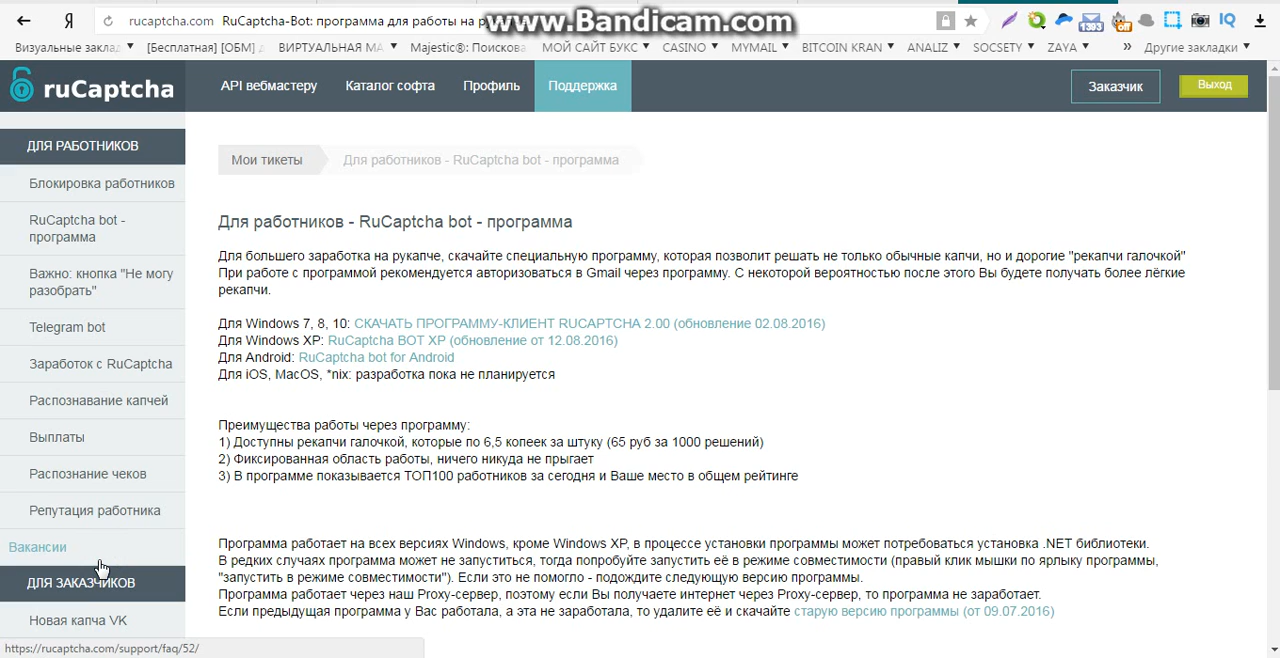 Я
rucaptcha.com RuCaptcha-Bot: программа для работы на р
www.Bandicam.com
1393
off
IQ
Визуальные заклад [Бесплатная] [ОБМ] ВИРТУАЛЬНАЯ МА Majestic®: Поискова МОЙ САЙТ БУКС CASINO MYMAIL BITCOIN KRAN ANALIZ SOCSETY ZAYA » Другие закладки
ruCaptcha
API вебмастеру Каталог софта Профиль Поддержка Заказчик Выход
ДЛЯ РАБОТНИКОВ
Блокировка работников
RuCaptcha bot -
программа
Важно: кнопка "Не могу
разобрать"
Telegram bot
Заработок с RuCaptcha
Распознавание капчей
Выплаты
Распознание чеков
Репутация работника
Вакансии
ДЛЯ ЗАКАЗЧИКОВ
Новая капча VK
https://rucaptcha.com/support/faq/52/
Мои тикеты Для работников - RuCaptcha bot - программа
Для работников - RuCaptcha bot - программа
Для большего заработка на рукапче, скачайте специальную программу, которая позволит решать не только обычные капчи, но и дорогие "рекапчи галочкой"
При работе с программой рекомендуется авторизоваться в Gmail через программу. С некоторой вероятностью после этого Вы будете получать более лёгкие
рекапчи.
Для Windows 7, 8, 10: СКАЧАТЬ ПРОГРАММУ-КЛИЕНТ RUCAPTCHA 2.00 (обновление 02.08.2016)
Для Windows XP: RuCaptcha BOT XP (обновление от 12.08.2016)
Для Android: RuCaptcha bot for Android
Для iOS, MacOS, *nix: разработка пока не планируется
Преимущества работы через программу:
1) Доступны рекапчи галочкой, которые по 6,5 копеек за штуку (65 руб за 1000 решений)
2) Фиксированная область работы, ничего никуда не прыгает
3) В программе показывается ТОП100 работников за сегодня и Ваше место в общем рейтинге
Программа работает на всех версиях Windows, кроме Windows XP, в процессе установки программы может потребоваться установка .NET библиотеки.
В редких случаях программа может не запуститься, тогда попробуйте запустить её в режиме совместимости (правый клик мышки по ярлыку программы,
"запустить в режиме совместимости"). Если это не помогло - подождите следующую версию программы.
Программа работает через наш Proxy-сервер, поэтому если Вы получаете интернет через Proxy-сервер, то программа не заработает.
Если предыдущая программа у Вас работала, а эта не заработала, то удалите её и скачайте старую версию программы (от 09.07.2016)